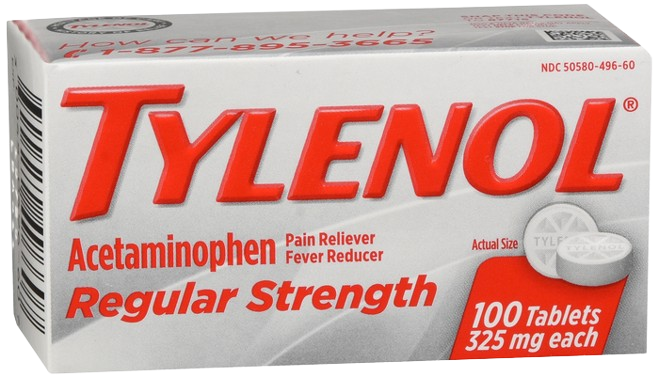 How can we help?
1-877-895-3665
NDC 50580-496-60
TYLENOL®
Acetaminophen
Pain Reliever
Fever Reducer
Regular Strength
Actual Size
TYLENOL
100 Tablets
325 mg each